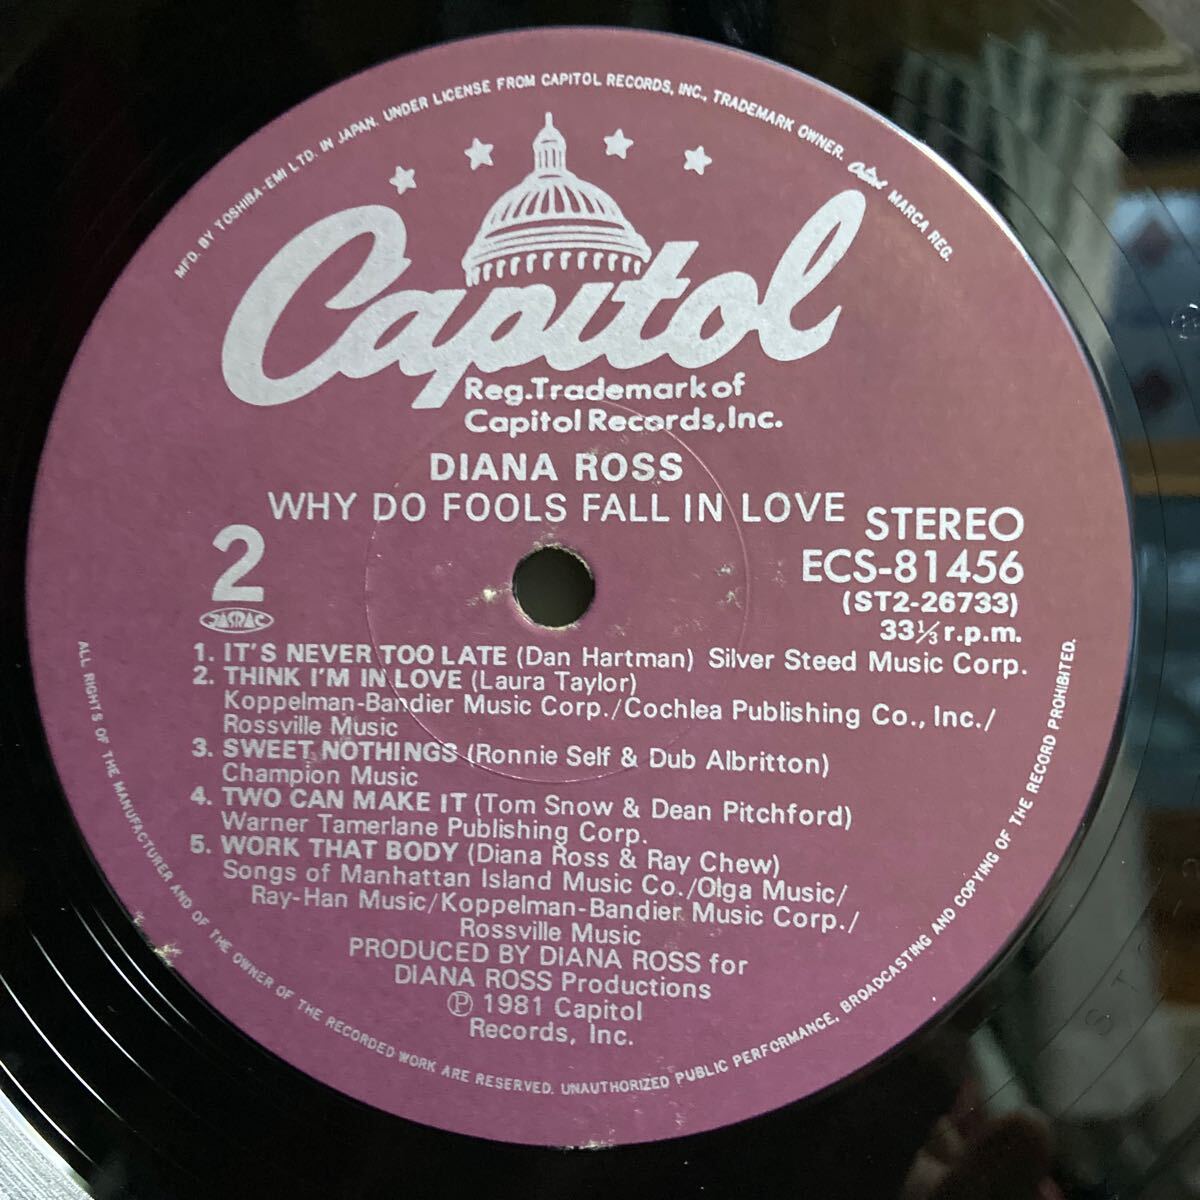 MFD. BY TOSHIBA-EMI LTD. IN JAPAN. UNDER LICENSE FROM CAPITOL RECORDS, INC., TRADEMARK OWNER. Capitol MARCA REG.
Capitol
Reg.Trademark of
Capitol Records,Inc.
DIANA ROSS
WHY DO FOOLS FALL IN LOVE
STEREO
2
ECS-81456
(ST2-26733)
JASRAC
33⅓ r.p.m.
1. IT'S NEVER TOO LATE (Dan Hartman) Silver Steed Music Corp.
2. THINK I'M IN LOVE (Laura Taylor)
Koppelman-Bandier Music Corp./Cochlea Publishing Co., Inc./
Rossville Music
3. SWEET NOTHINGS (Ronnie Self & Dub Albritton)
Champion Music
4. TWO CAN MAKE IT (Tom Snow & Dean Pitchford)
Warner Tamerlane Publishing Corp.
5. WORK THAT BODY (Diana Ross & Ray Chew)
Songs of Manhattan Island Music Co./Olga Music/
Ray-Han Music/Koppelman-Bandier Music Corp./
Rossville Music
PRODUCED BY DIANA ROSS for
DIANA ROSS Productions
℗ 1981 Capitol
Records, Inc.
ALL RIGHTS OF THE MANUFACTURER AND OF THE OWNER OF THE RECORDED WORK ARE RESERVED. UNAUTHORIZED PUBLIC PERFORMANCE, BROADCASTING AND COPYING OF THE RECORD PROHIBITED.